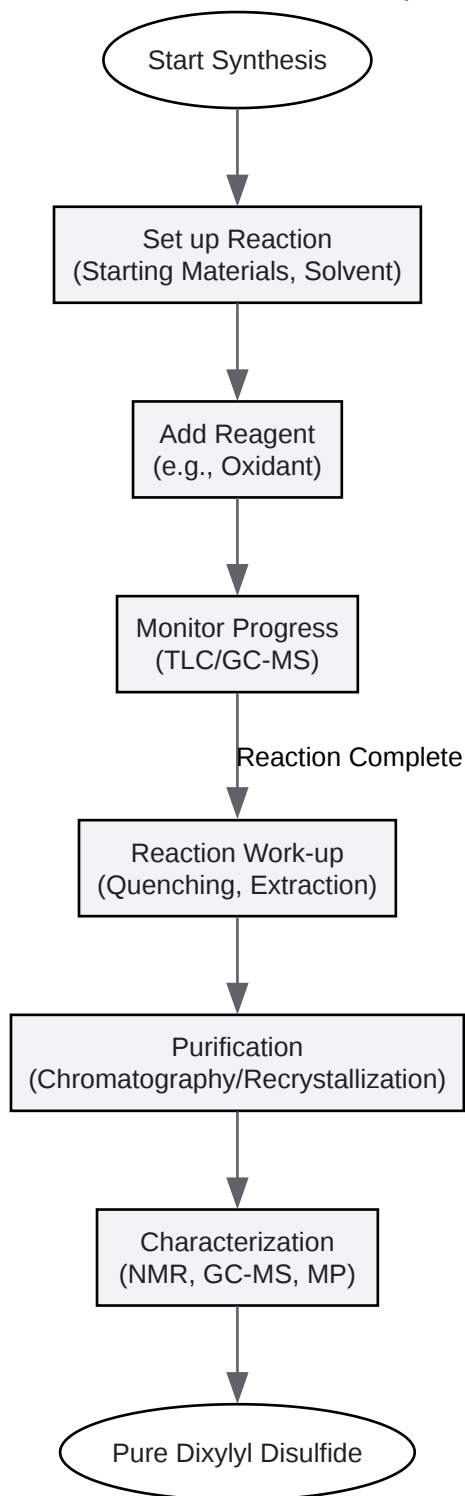 Start Synthesis
Set up Reaction
(Starting Materials, Solvent)
Add Reagent
(e.g., Oxidant)
Monitor Progress
(TLC/GC-MS)
Reaction Complete
Reaction Work-up
(Quenching, Extraction)
Purification
(Chromatography/Recrystallization)
Characterization
(NMR, GC-MS, MP)
Pure Dixylyl Disulfide